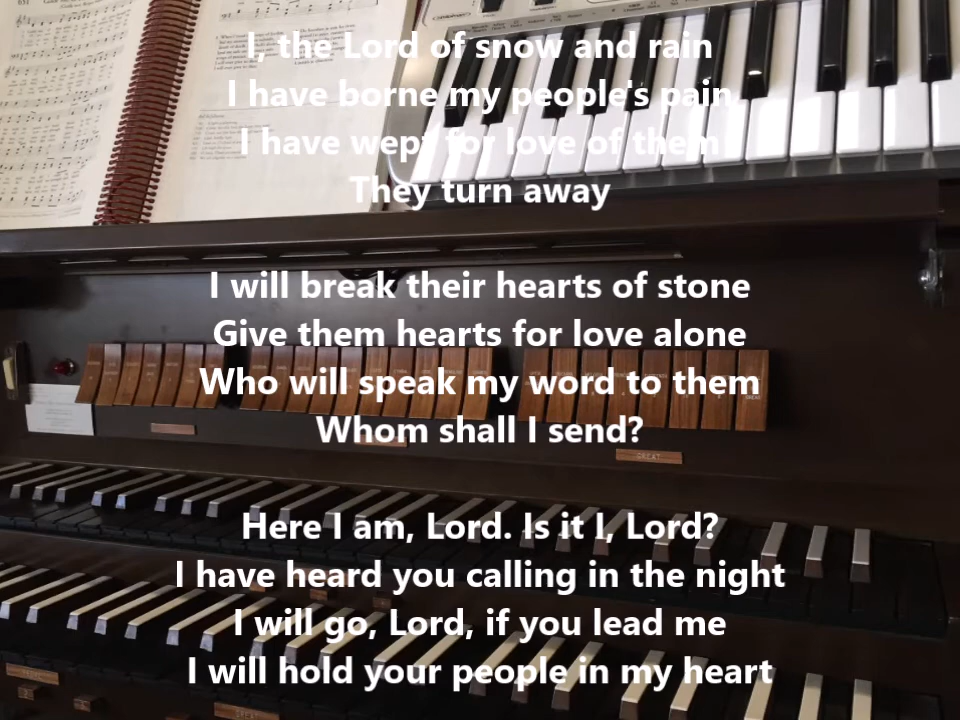 I, the Lord of snow and rain
I have borne my people's pain
I have wept for love of them
They turn away
I will break their hearts of stone
Give them hearts for love alone
Who will speak my word to them
Whom shall I send?
GREAT
Here I am, Lord. Is it I, Lord?
I have heard you calling in the night
I will go, Lord, if you lead me
I will hold your people in my heart